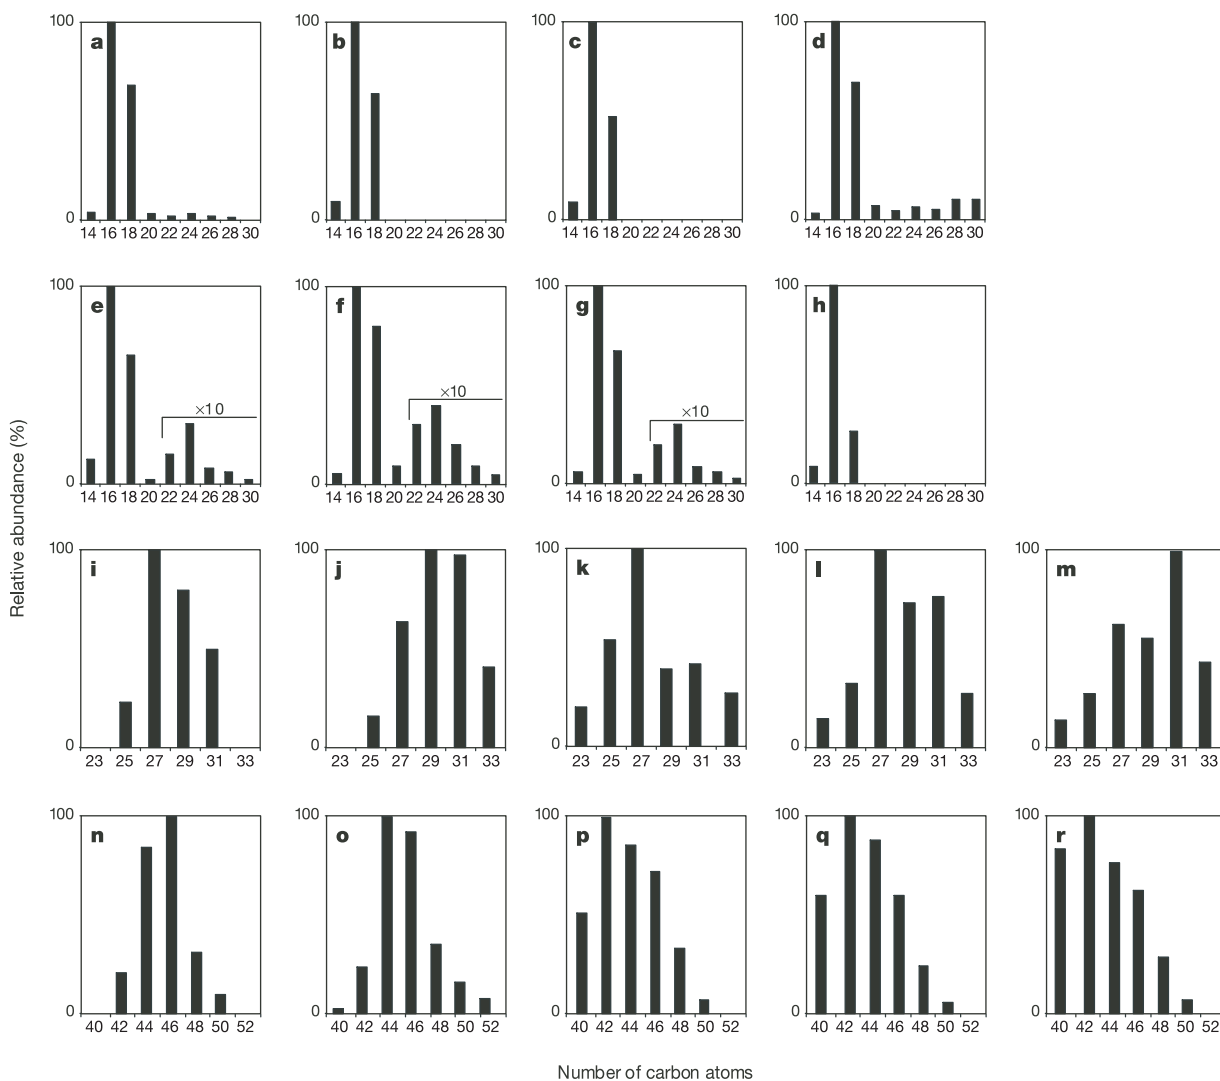 100 100 100 100
a b c d
0 0 0 0
14 16 18 20 22 24 26 28 30 14 16 18 20 22 24 26 28 30 14 16 18 20 22 24 26 28 30 14 16 18 20 22 24 26 28 30
100 100 100 100
e f g h
×10 ×10 ×10
0 0 0 0
14 16 18 20 22 24 26 28 30 14 16 18 20 22 24 26 28 30 14 16 18 20 22 24 26 28 30 14 16 18 20 22 24 26 28 30
Relative abundance (%)
100 100 100 100 100
i j k l m
0 0 0 0 0
23 25 27 29 31 33 23 25 27 29 31 33 23 25 27 29 31 33 23 25 27 29 31 33 23 25 27 29 31 33
100 100 100 100 100
n o p q r
0 0 0 0 0
40 42 44 46 48 50 52 40 42 44 46 48 50 52 40 42 44 46 48 50 52 40 42 44 46 48 50 52 40 42 44 46 48 50 52
Number of carbon atoms